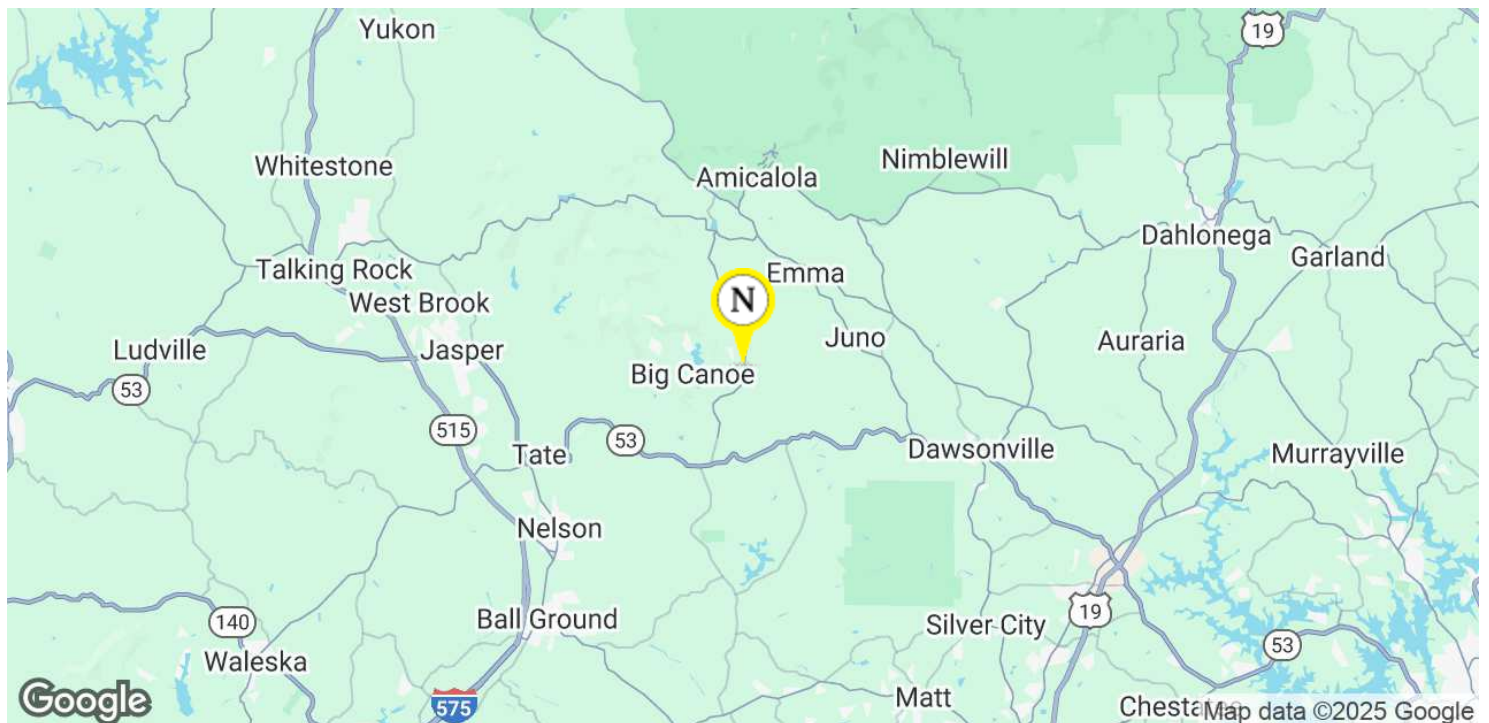 Yukon
19
Whitestone
Amicalola
Nimblewill
Dahlonega
Garland
Talking Rock
Emma
N
West Brook
Juno
Auraria
Ludville
Jasper
Big Canoe
53
515
53
Tate
Dawsonville
Murrayville
Nelson
19
140
Ball Ground
Silver City
53
Waleska
Matt
Google
575
Map data ©2025 Google